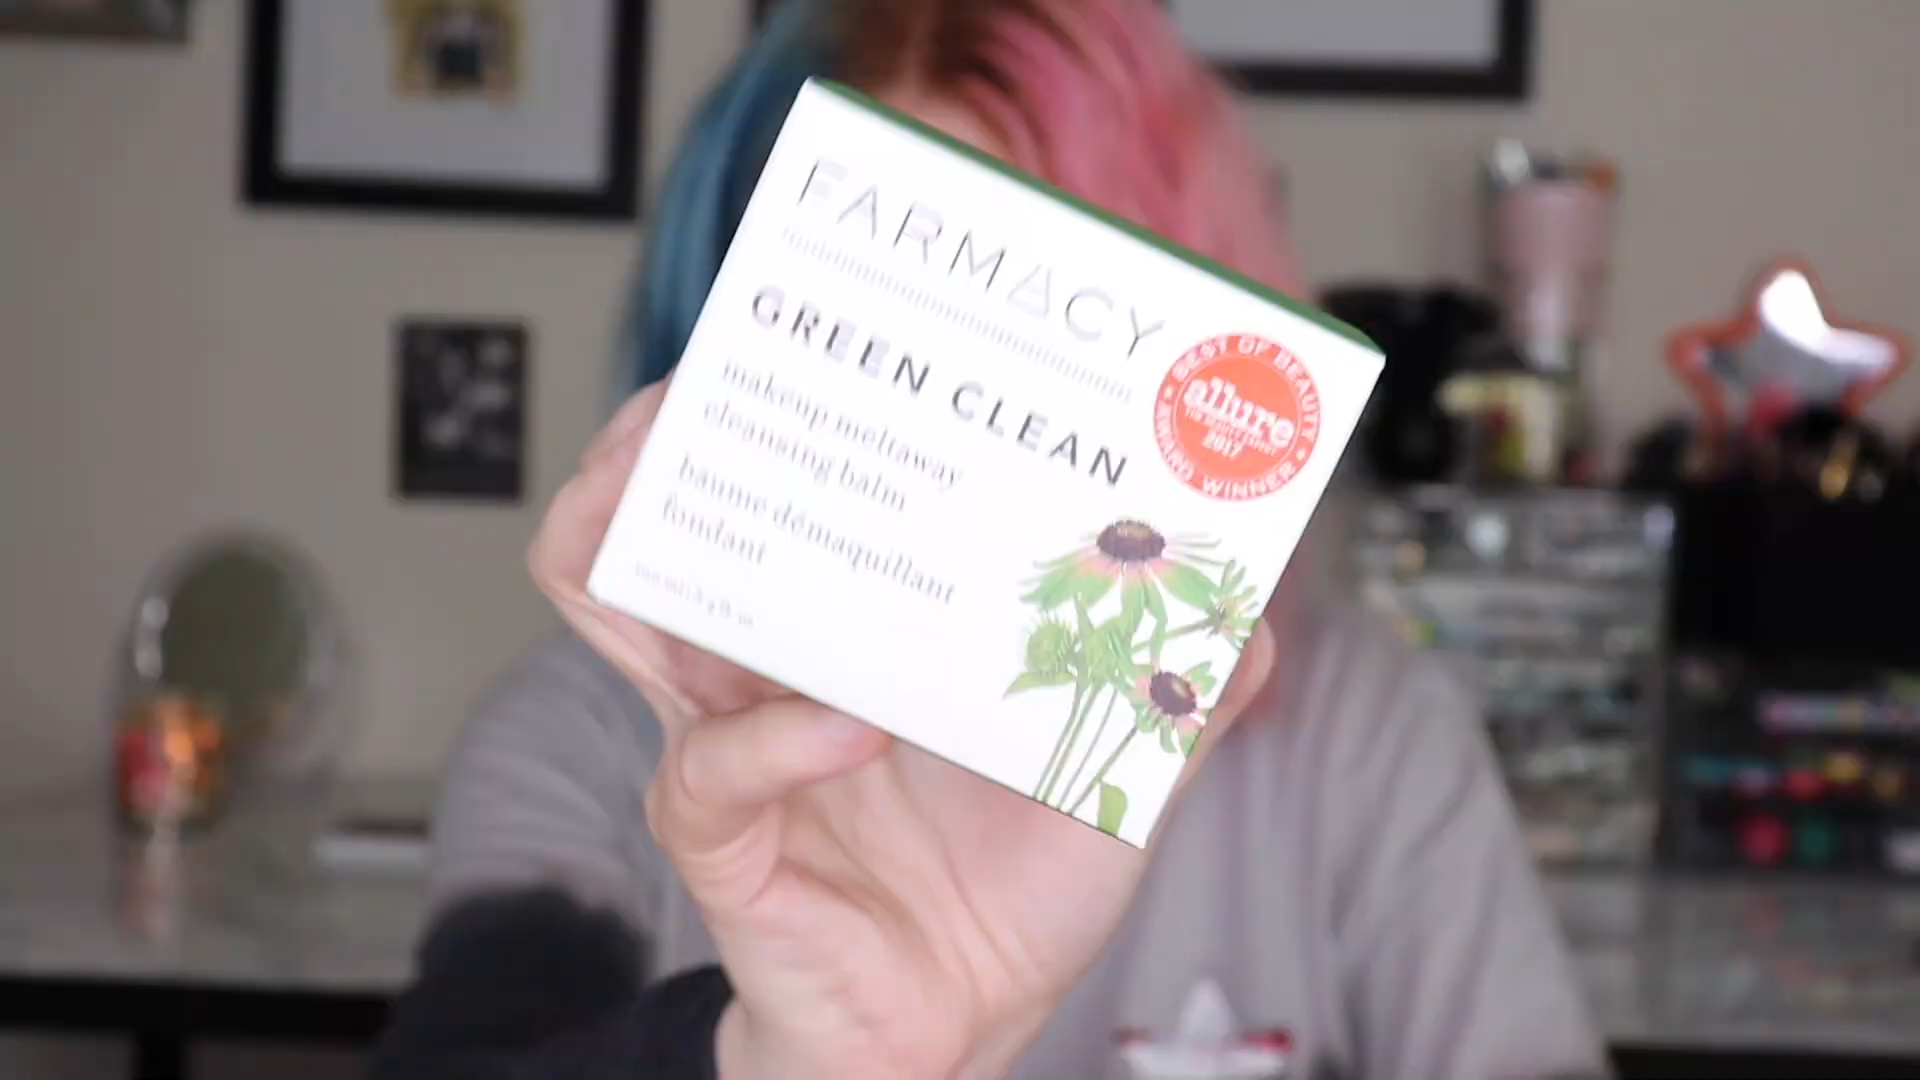 FARMACY
GREEN CLEAN
makeup meltaway
cleansing balm
baume démaquillant
fondant
BEST OF BEAUTY
allure
2017
AWARD WINNER